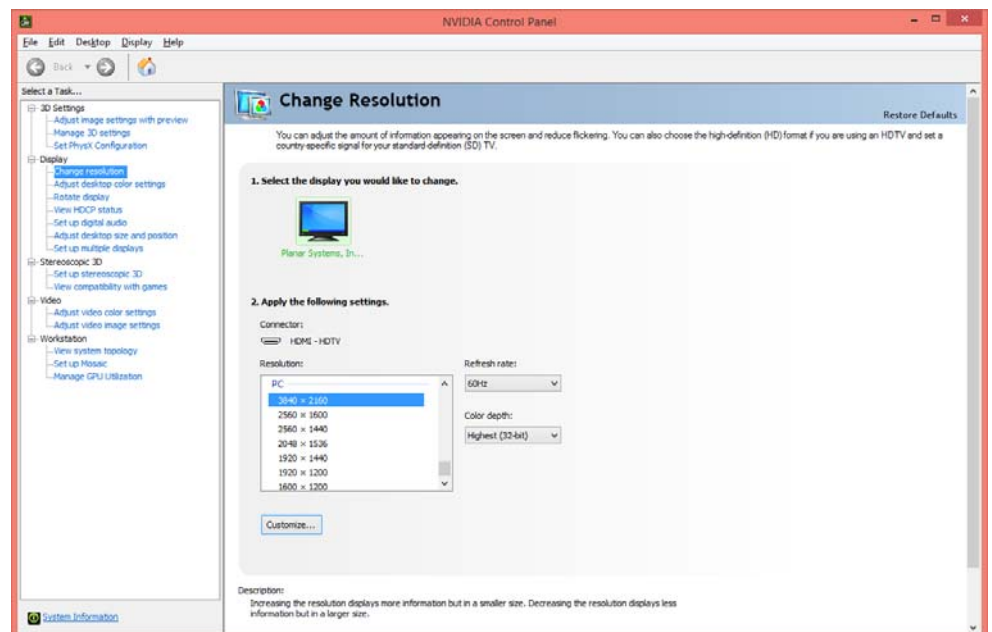 NVIDIA Control Panel
File Edit Desktop Display Help
Back
Select a Task...
3D Settings
Adjust image settings with preview
Manage 3D settings
Set PhysX Configuration
Display
Change resolution
Adjust desktop color settings
Rotate display
View HDCP status
Set up digital audio
Adjust desktop size and position
Set up multiple displays
Stereoscopic 3D
Set up stereoscopic 3D
View compatibility with games
Video
Adjust video color settings
Adjust video image settings
Workstation
View system topology
Set up Mosaic
Manage GPU Utilization
System Information
Change Resolution
Restore Defaults
You can adjust the amount of information appearing on the screen and reduce flickering. You can also choose the high-definition (HD) format if you are using an HDTV and set a
country-specific signal for your standard-definition (SD) TV.
1. Select the display you would like to change.
Planar Systems, In...
2. Apply the following settings.
Connector:
HDMI - HDTV
Resolution:
PC
3840 × 2160
2560 × 1600
2560 × 1440
2048 × 1536
1920 × 1440
1920 × 1200
1600 × 1200
Refresh rate:
60Hz
Color depth:
Highest (32-bit)
Customize...
Description:
Increasing the resolution displays more information but in a smaller size. Decreasing the resolution displays less
information but in a larger size.